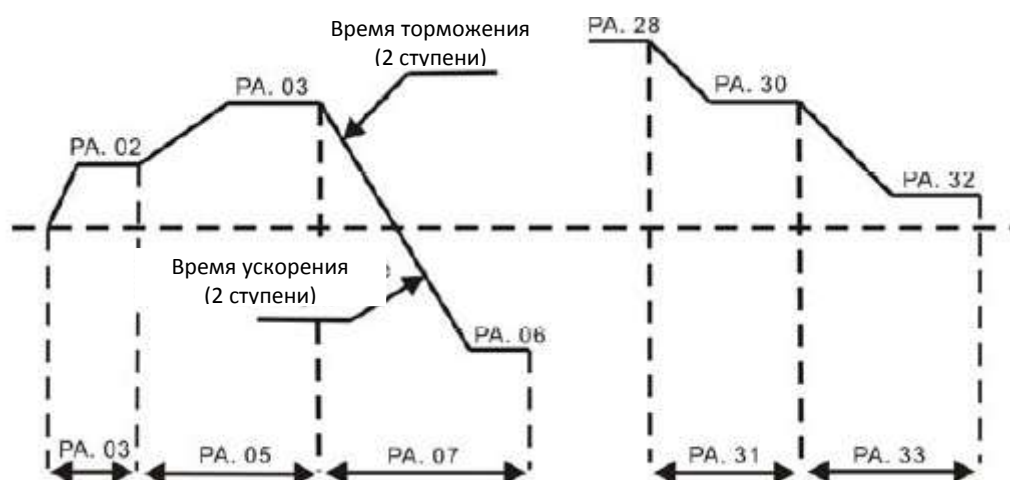 Время торможения
(2 ступени)
PA. 28
PA. 03
PA. 30
PA. 02
PA. 32
Время ускорения
(2 ступени)
PA. 06
PA. 03
PA. 05
PA. 07
PA. 31
PA. 33